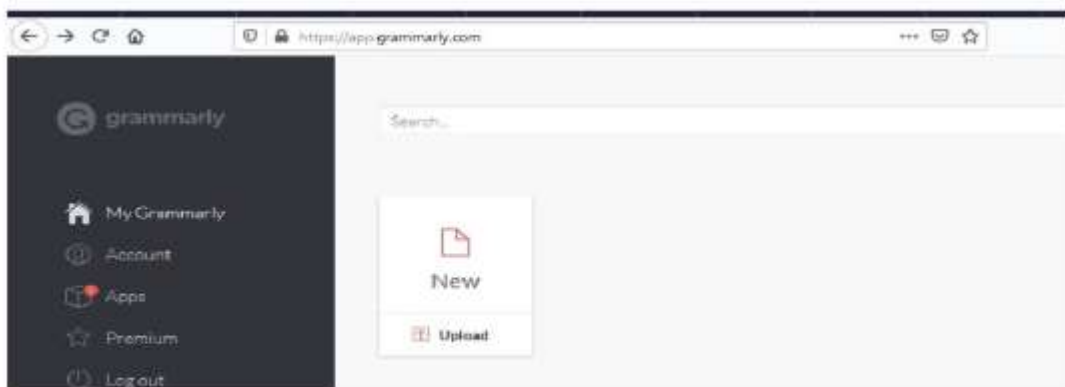 https://app.grammarly.com
grammarly
Search...
My Grammarly
Account
Apps
Premium
Log out
New
Upload